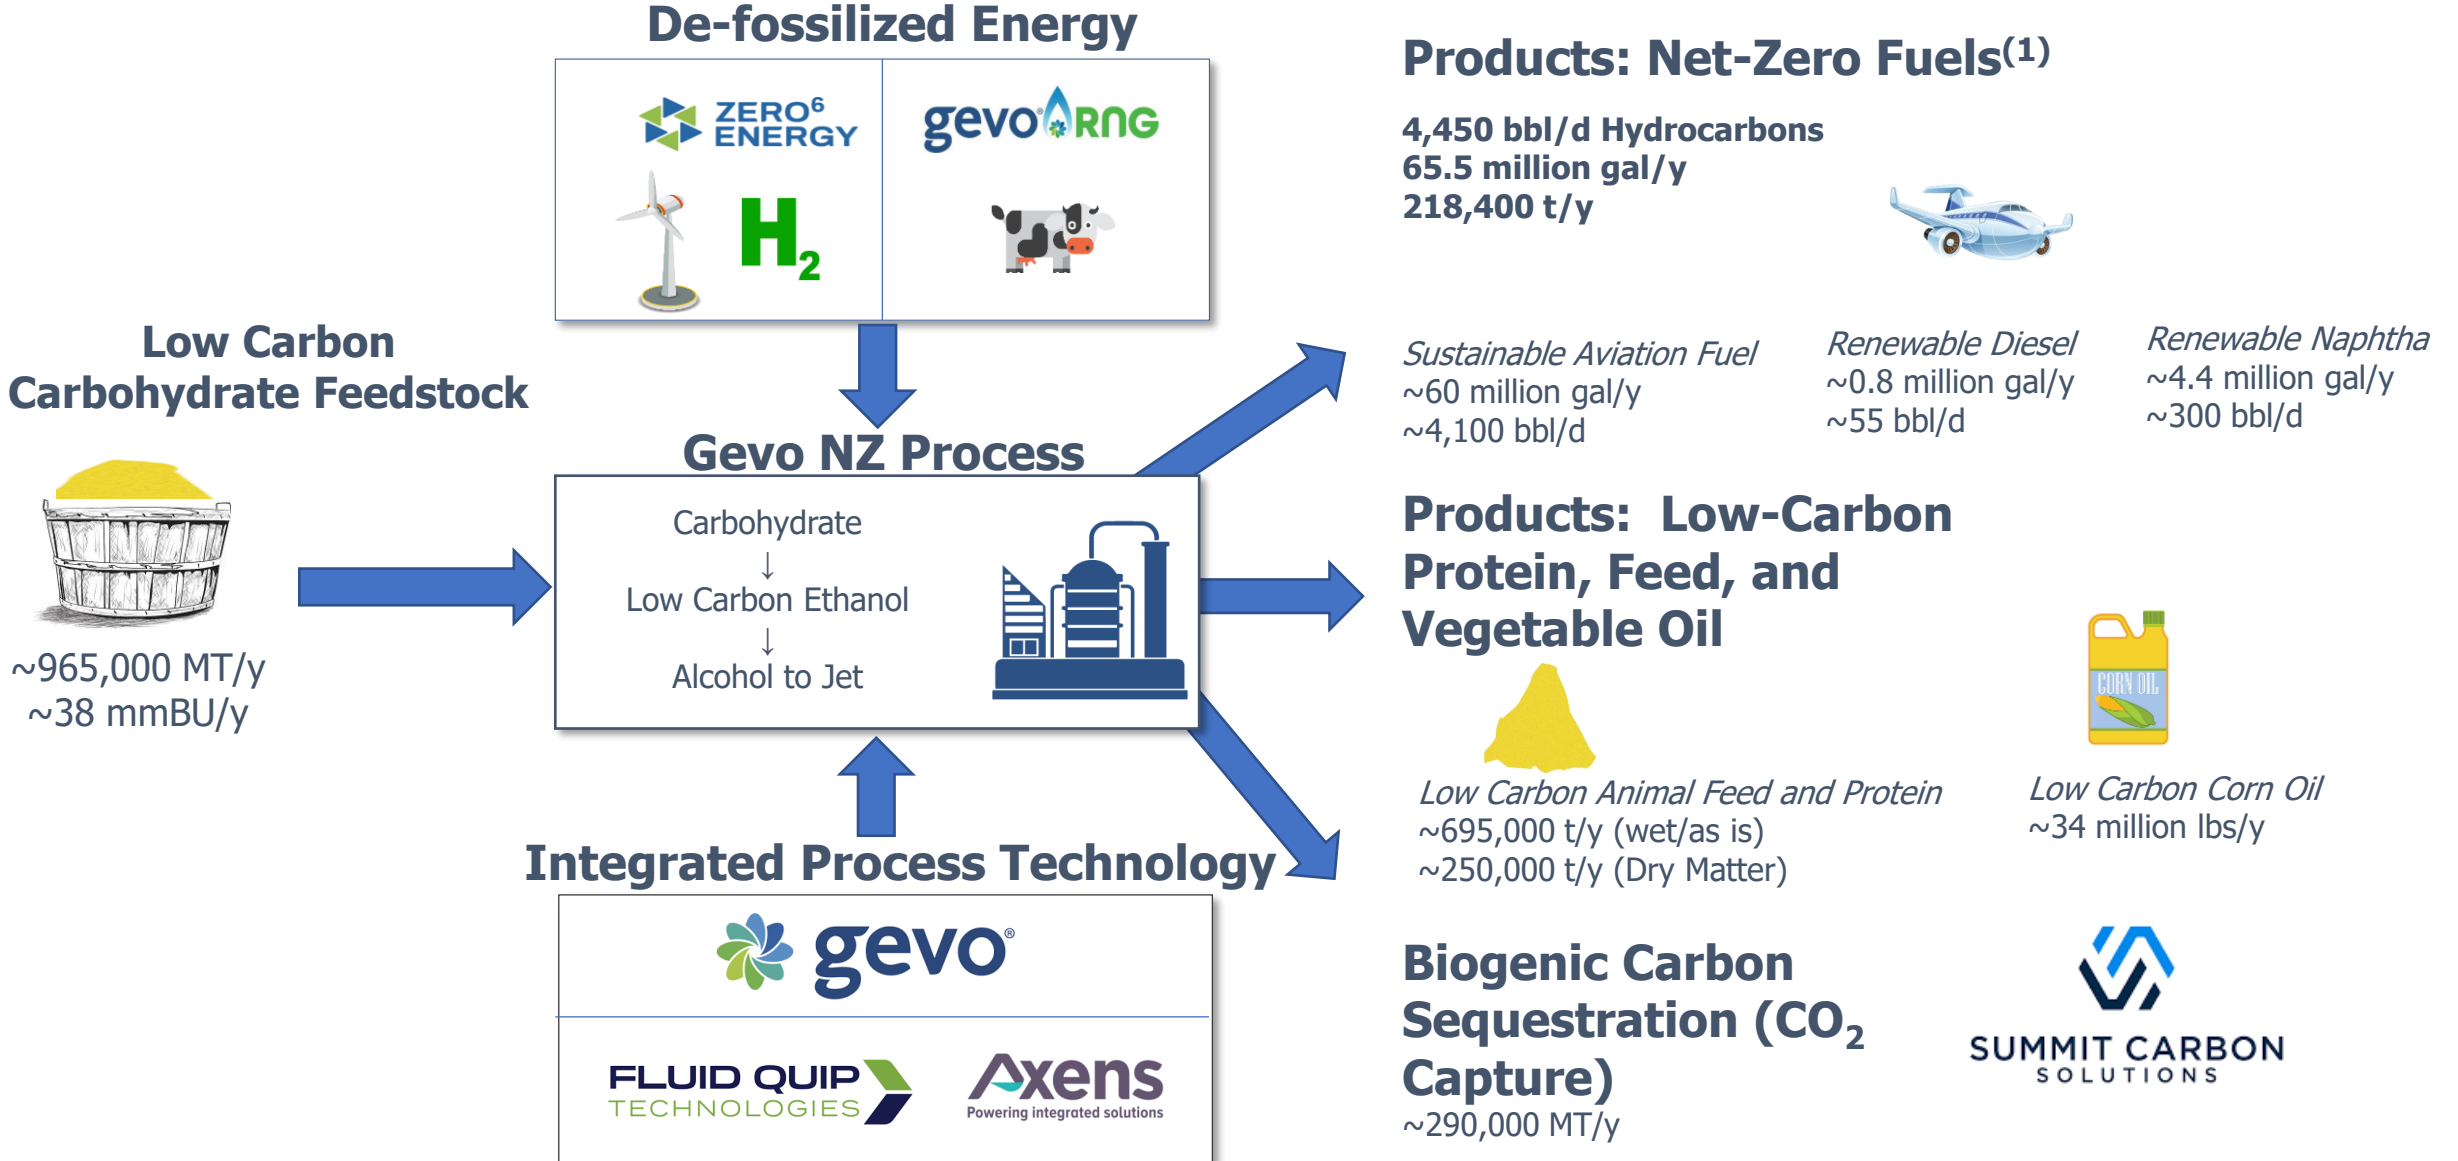 De-fossilized Energy
ZERO⁶
ENERGY
gevo® RNG
H₂
Low Carbon
Carbohydrate Feedstock
~965,000 MT/y
~38 mmBU/y
Gevo NZ Process
Carbohydrate
↓
Low Carbon Ethanol
↓
Alcohol to Jet
Integrated Process Technology
gevo®
FLUID QUIP
TECHNOLOGIES
Axens
Powering integrated solutions
Products: Net-Zero Fuels(1)
4,450 bbl/d Hydrocarbons
65.5 million gal/y
218,400 t/y
Sustainable Aviation Fuel
~60 million gal/y
~4,100 bbl/d
Renewable Diesel
~0.8 million gal/y
~55 bbl/d
Renewable Naphtha
~4.4 million gal/y
~300 bbl/d
Products:  Low-Carbon
Protein, Feed, and
Vegetable Oil
CORN OIL
Low Carbon Animal Feed and Protein
~695,000 t/y (wet/as is)
~250,000 t/y (Dry Matter)
Low Carbon Corn Oil
~34 million lbs/y
Biogenic Carbon
Sequestration (CO₂
Capture)
~290,000 MT/y
SUMMIT CARBON
SOLUTIONS